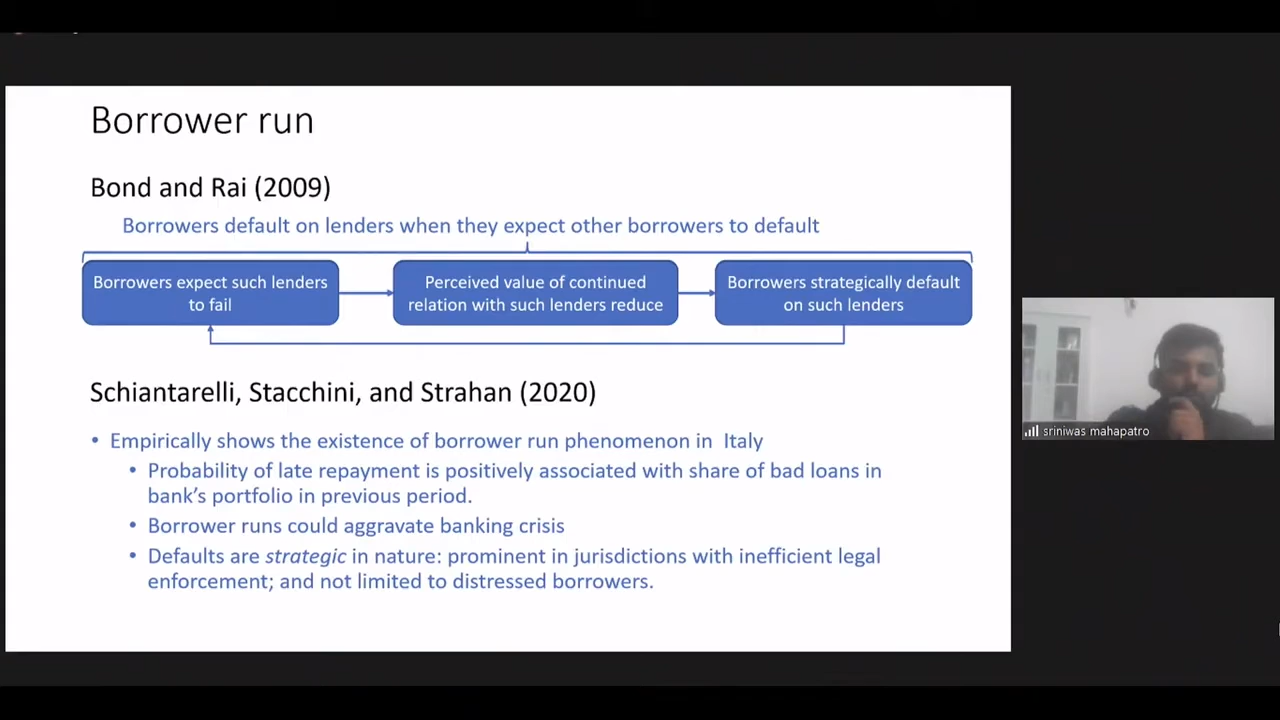 Borrower run
Bond and Rai (2009)
Borrowers default on lenders when they expect other borrowers to default
Borrowers expect such lenders
to fail
Perceived value of continued
relation with such lenders reduce
Borrowers strategically default
on such lenders
Schiantarelli, Stacchini, and Strahan (2020)
• Empirically shows the existence of borrower run phenomenon in Italy
• Probability of late repayment is positively associated with share of bad loans in
bank's portfolio in previous period.
• Borrower runs could aggravate banking crisis
• Defaults are strategic in nature: prominent in jurisdictions with inefficient legal
enforcement; and not limited to distressed borrowers.
sriniwas mahapatro